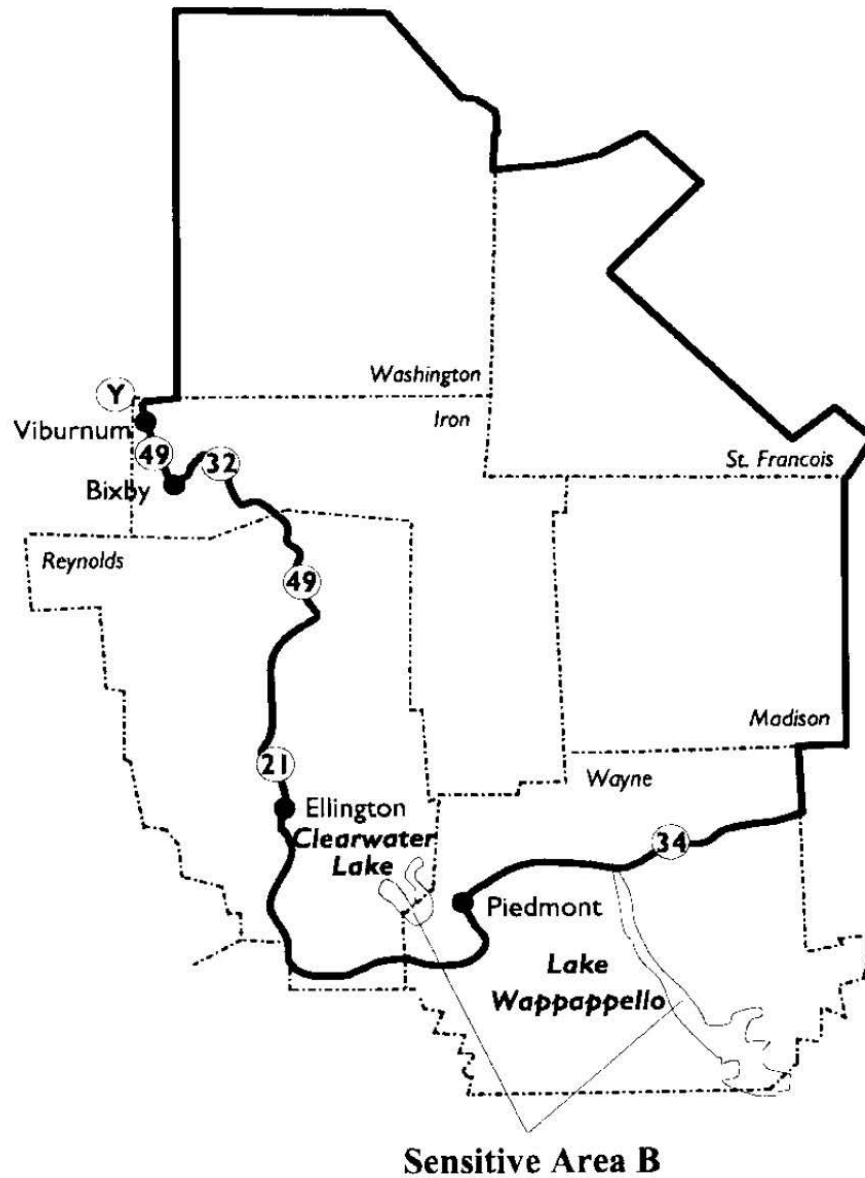 Washington
Iron
Y
Viburnum
49
32
Bixby
St. Francois
Reynolds
49
Madison
21
Wayne
Ellington
Clearwater
Lake
34
Piedmont
Lake
Wappappello
Sensitive Area B